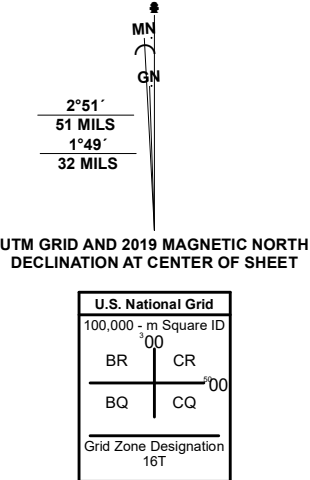 MN
GN
2°51´
51 MILS
1°49´
32 MILS
UTM GRID AND 2019 MAGNETIC NORTH
DECLINATION AT CENTER OF SHEET
U.S. National Grid
100,000 - m Square ID
³00
BR CR
⁵⁰00
BQ CQ
Grid Zone Designation
16T